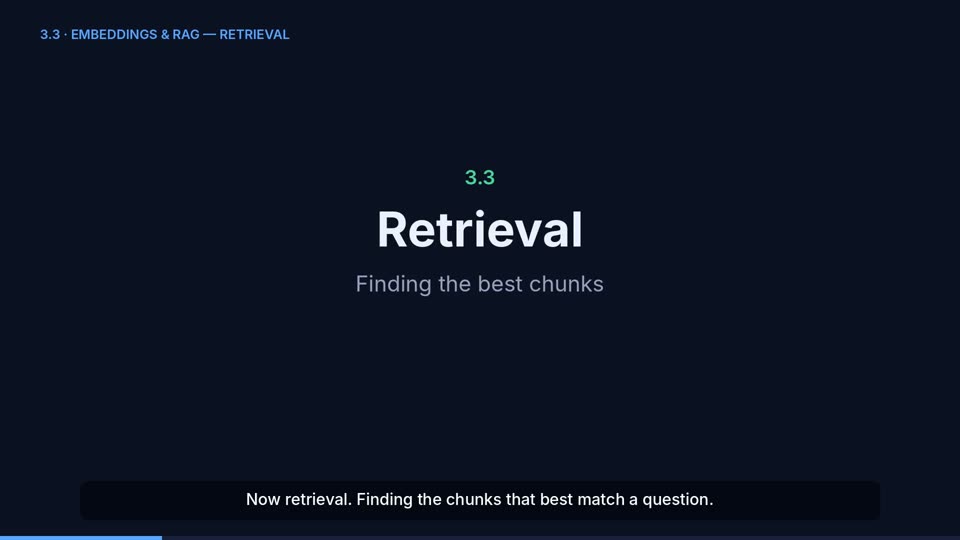 3.3 · EMBEDDINGS & RAG — RETRIEVAL
3.3
Retrieval
Finding the best chunks
Now retrieval. Finding the chunks that best match a question.